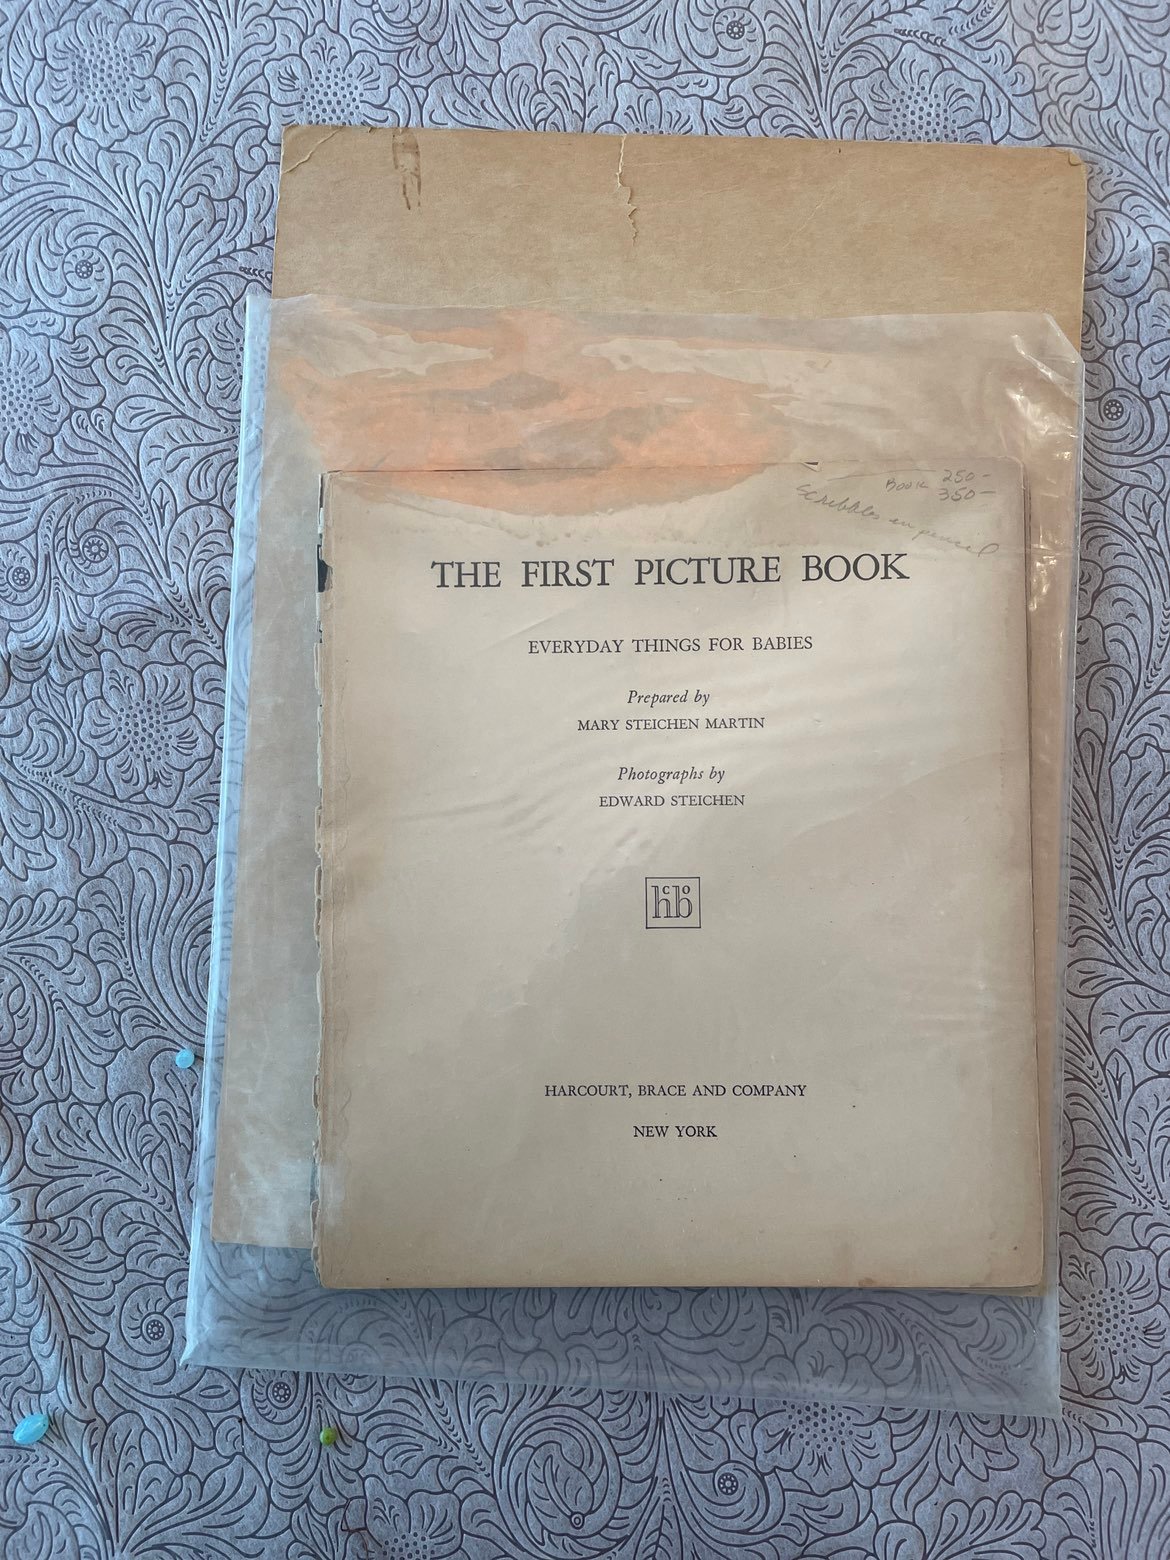 BOOK 250-
350-
Scribbles in pencil
THE FIRST PICTURE BOOK
EVERYDAY THINGS FOR BABIES
Prepared by
MARY STEICHEN MARTIN
Photographs by
EDWARD STEICHEN
hb
HARCOURT, BRACE AND COMPANY
NEW YORK